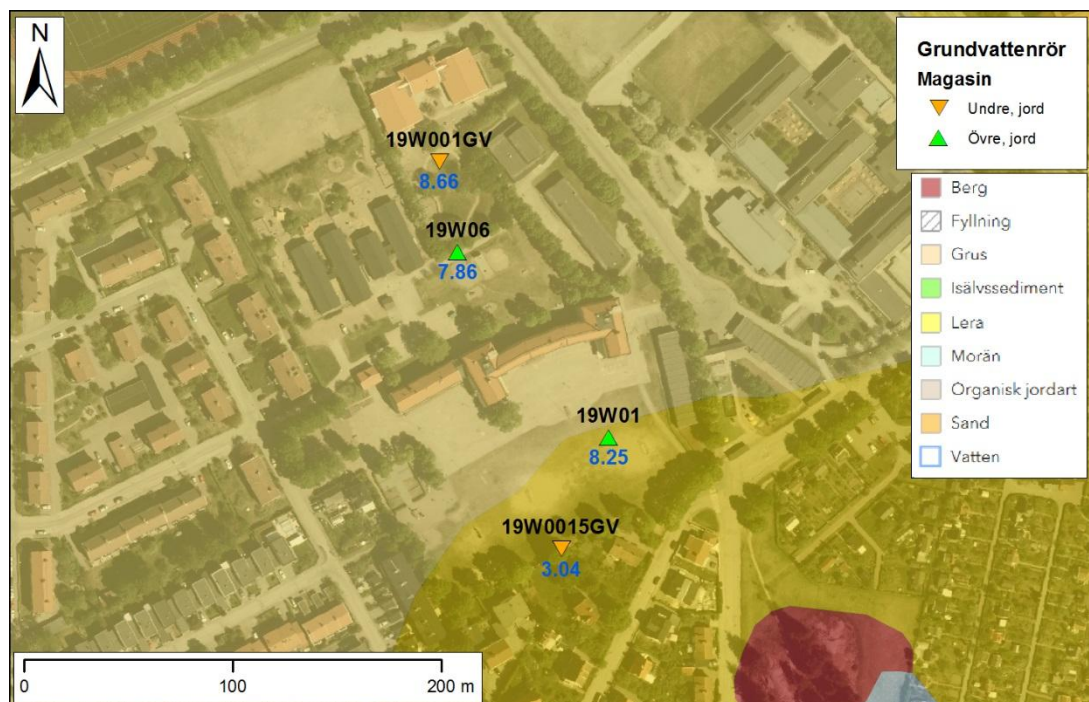 N
Grundvattenrör
Magasin
Undre, jord
Övre, jord
Berg
Fyllning
Grus
Isälvssediment
Lera
Morän
Organisk jordart
Sand
Vatten
19W001GV
8.66
19W06
7.86
19W01
8.25
19W0015GV
3.04
0 100 200 m